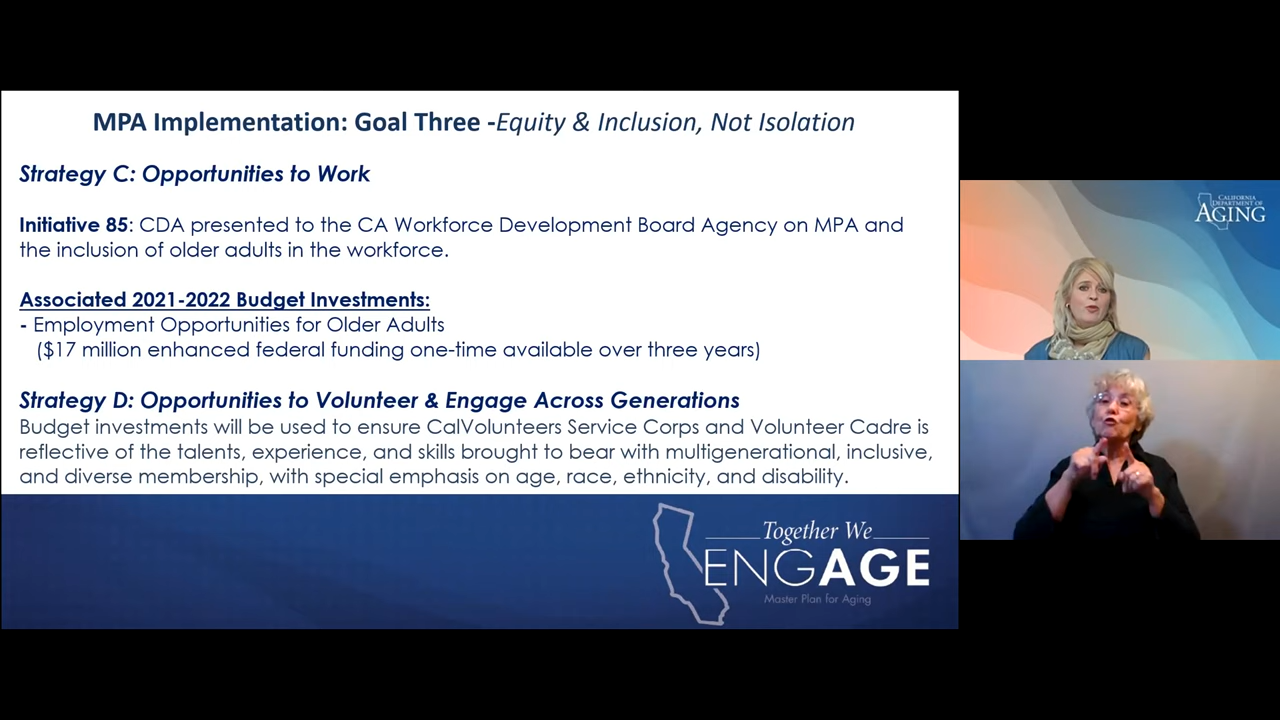 MPA Implementation: Goal Three -Equity & Inclusion, Not Isolation
Strategy C: Opportunities to Work
Initiative 85: CDA presented to the CA Workforce Development Board Agency on MPA and
the inclusion of older adults in the workforce.
Associated 2021-2022 Budget Investments:
- Employment Opportunities for Older Adults
($17 million enhanced federal funding one-time available over three years)
Strategy D: Opportunities to Volunteer & Engage Across Generations
Budget investments will be used to ensure CalVolunteers Service Corps and Volunteer Cadre is
reflective of the talents, experience, and skills brought to bear with multigenerational, inclusive,
and diverse membership, with special emphasis on age, race, ethnicity, and disability.
Together We
ENGAGE
Master Plan for Aging
CALIFORNIA
DEPARTMENT OF
AGING